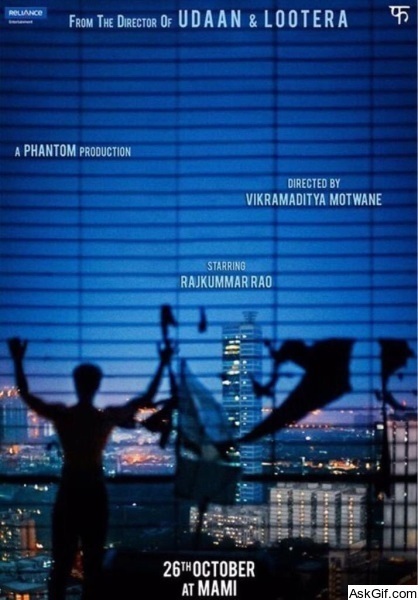 RELIANCE
Entertainment
FROM THE DIRECTOR OF UDAAN & LOOTERA
फ
A PHANTOM PRODUCTION
DIRECTED BY
VIKRAMADITYA MOTWANE
STARRING
RAJKUMMAR RAO
26TH OCTOBER
AT MAMI
AskGif.com